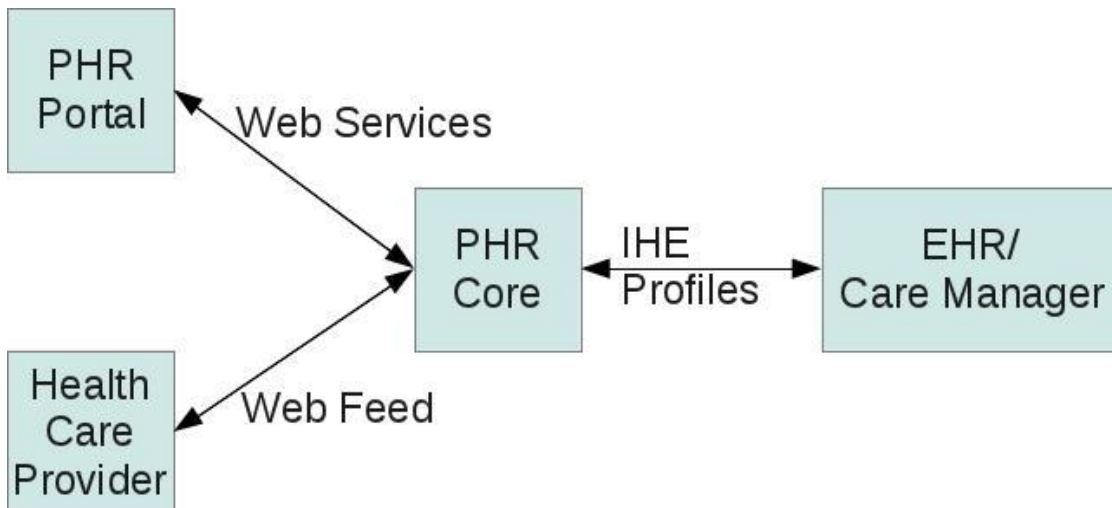 PHR
Portal
Web Services
PHR
Core
IHE
Profiles
EHR/
Care Manager
Health
Care
Provider
Web Feed